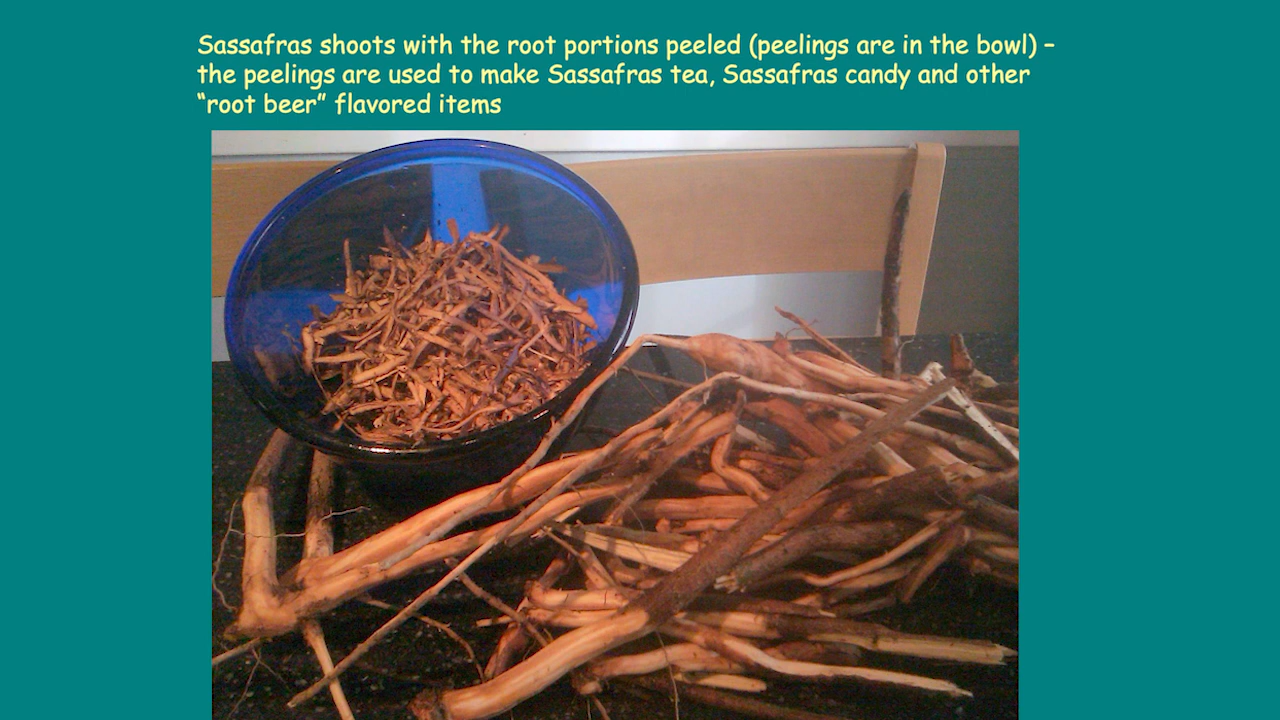 Sassafras shoots with the root portions peeled (peelings are in the bowl) –
the peelings are used to make Sassafras tea, Sassafras candy and other
“root beer” flavored items